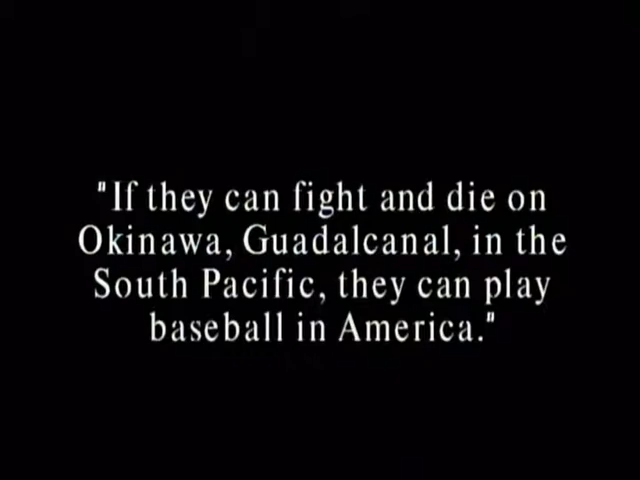 "If they can fight and die on
Okinawa, Guadalcanal, in the
South Pacific, they can play
baseball in America."